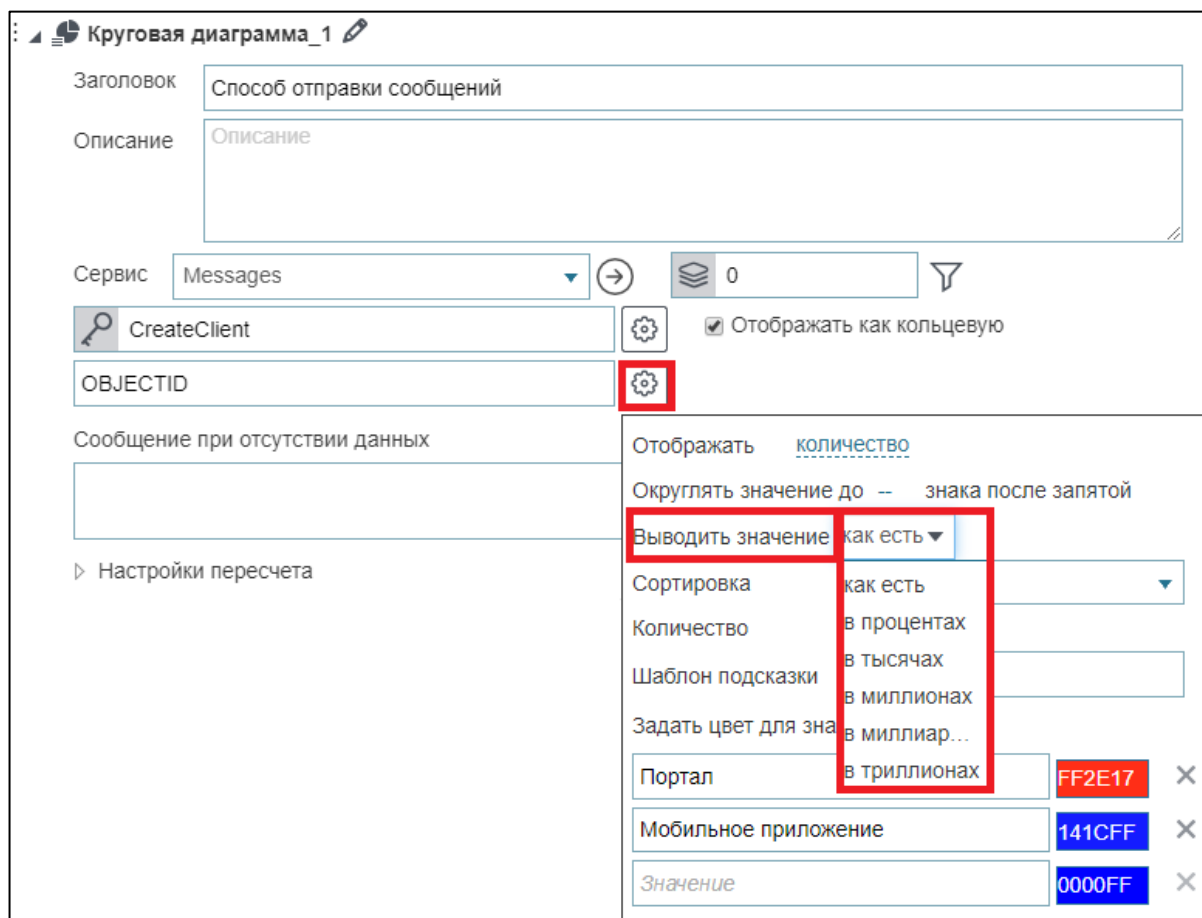 Круговая диаграмма_1
Заголовок Способ отправки сообщений
Описание Описание
Сервис Messages 0
CreateClient Отображать как кольцевую
OBJECTID
Сообщение при отсутствии данных
Отображать количество
Округлять значение до -- знака после запятой
Выводить значение как есть
Настройки пересчета
Сортировка как есть
Количество в процентах
в тысячах
Шаблон подсказки
в миллионах
Задать цвет для зна
в миллиар...
в триллионах
Портал FF2E17
Мобильное приложение 141CFF
Значение 0000FF